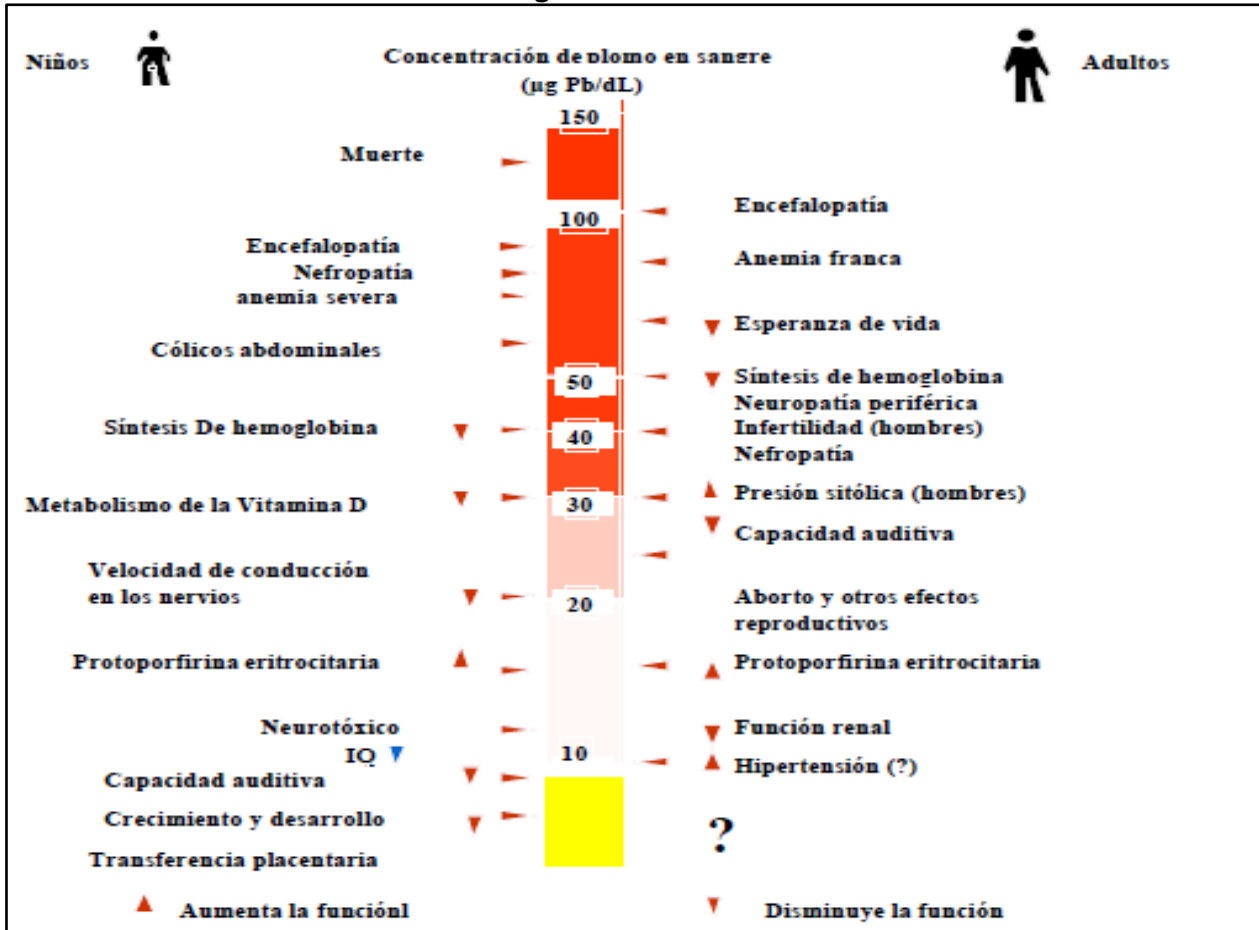 Niños
Concentración de plomo en sangre
(µg Pb/dL)
Adultos
150
Muerte
Encefalopatía
100
Encefalopatía
Nefropatía
anemia severa
Anemia franca
Esperanza de vida
Cólicos abdominales
50
Síntesis de hemoglobina
Neuropatía periférica
Síntesis De hemoglobina
40
Infertilidad (hombres)
Nefropatía
Metabolismo de la Vitamina D
30
Presión sitólica (hombres)
Capacidad auditiva
Velocidad de conducción
en los nervios
20
Aborto y otros efectos
reproductivos
Protoporfirina eritrocitaria
Protoporfirina eritrocitaria
Neurotóxico
Función renal
IQ
10
Hipertensión (?)
Capacidad auditiva
Crecimiento y desarrollo
?
Transferencia placentaria
Aumenta la funciónl
Disminuye la función